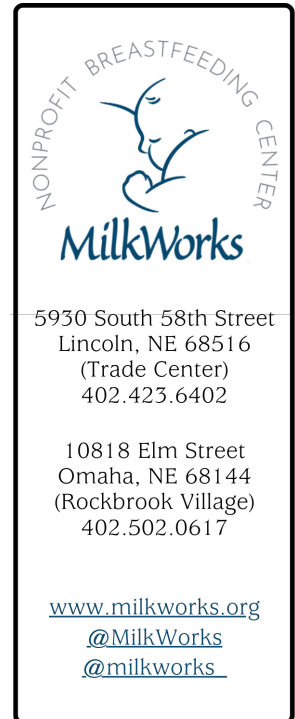 NONPROFIT BREASTFEEDING CENTER
MilkWorks
5930 South 58th Street
Lincoln, NE 68516
(Trade Center)
402.423.6402
10818 Elm Street
Omaha, NE 68144
(Rockbrook Village)
402.502.0617
www.milkworks.org
@MilkWorks
@milkworks_